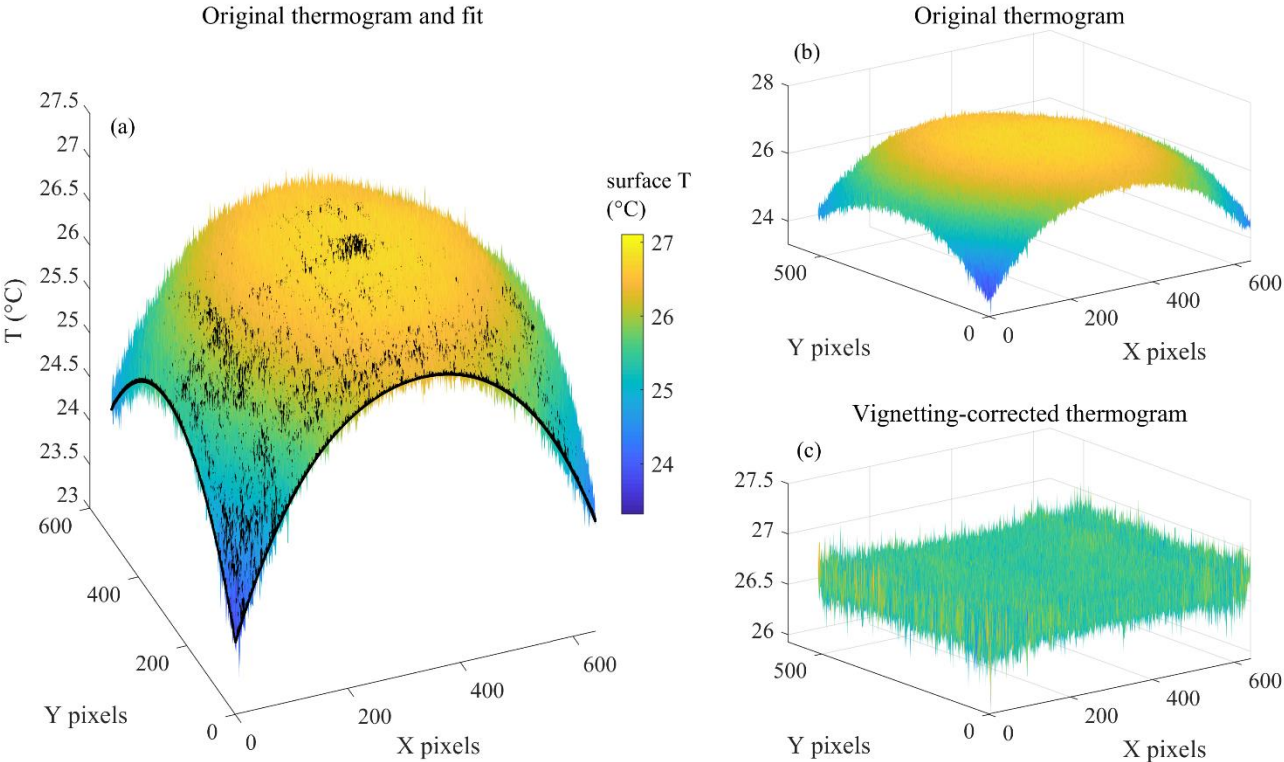 Original thermogram and fit
(a)
27.5
27
26.5
26
25.5
25
24.5
24
23.5
23
T (°C)
600
400
200
0
Y pixels
0
200
400
600
X pixels
surface T
(°C)
27
26
25
24
Original thermogram
(b)
28
26
24
500
0
Y pixels
0
200
400
600
X pixels
Vignetting-corrected thermogram
(c)
27.5
27
26.5
26
500
0
Y pixels
0
200
400
600
X pixels